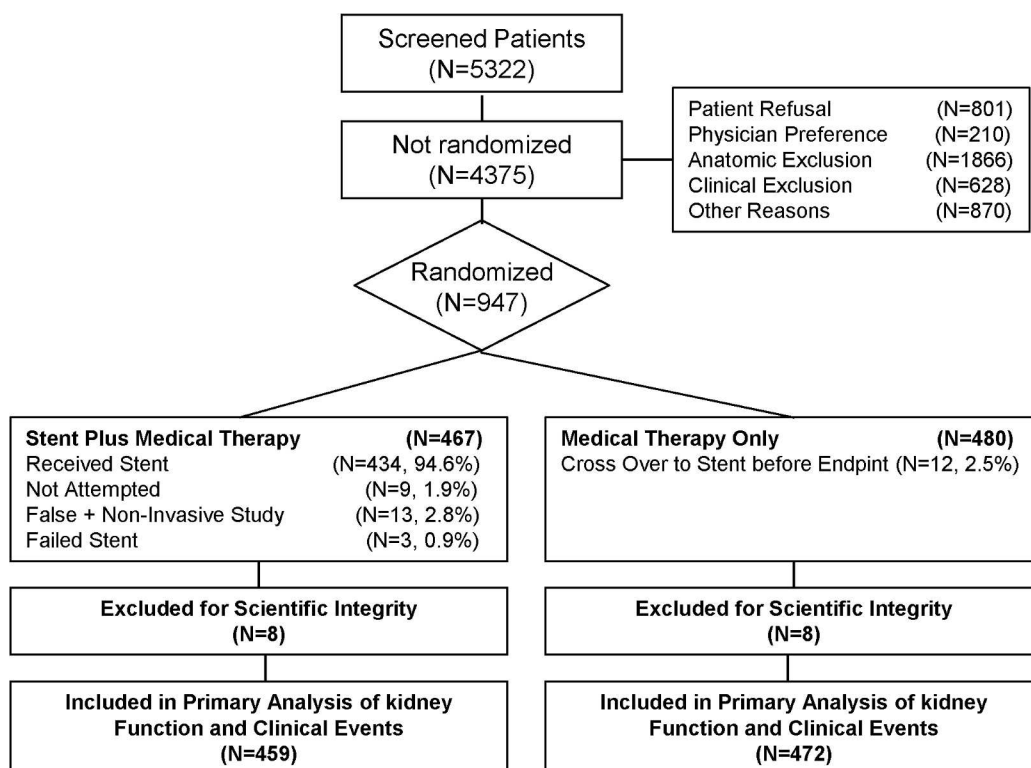 Screened Patients
(N=5322)
Not randomized
(N=4375)
Patient Refusal (N=801)
Physician Preference (N=210)
Anatomic Exclusion (N=1866)
Clinical Exclusion (N=628)
Other Reasons (N=870)
Randomized
(N=947)
Stent Plus Medical Therapy (N=467)
Received Stent (N=434, 94.6%)
Not Attempted (N=9, 1.9%)
False + Non-Invasive Study (N=13, 2.8%)
Failed Stent (N=3, 0.9%)
Medical Therapy Only (N=480)
Cross Over to Stent before Endpint (N=12, 2.5%)
Excluded for Scientific Integrity
(N=8)
Excluded for Scientific Integrity
(N=8)
Included in Primary Analysis of kidney
Function and Clinical Events
(N=459)
Included in Primary Analysis of kidney
Function and Clinical Events
(N=472)